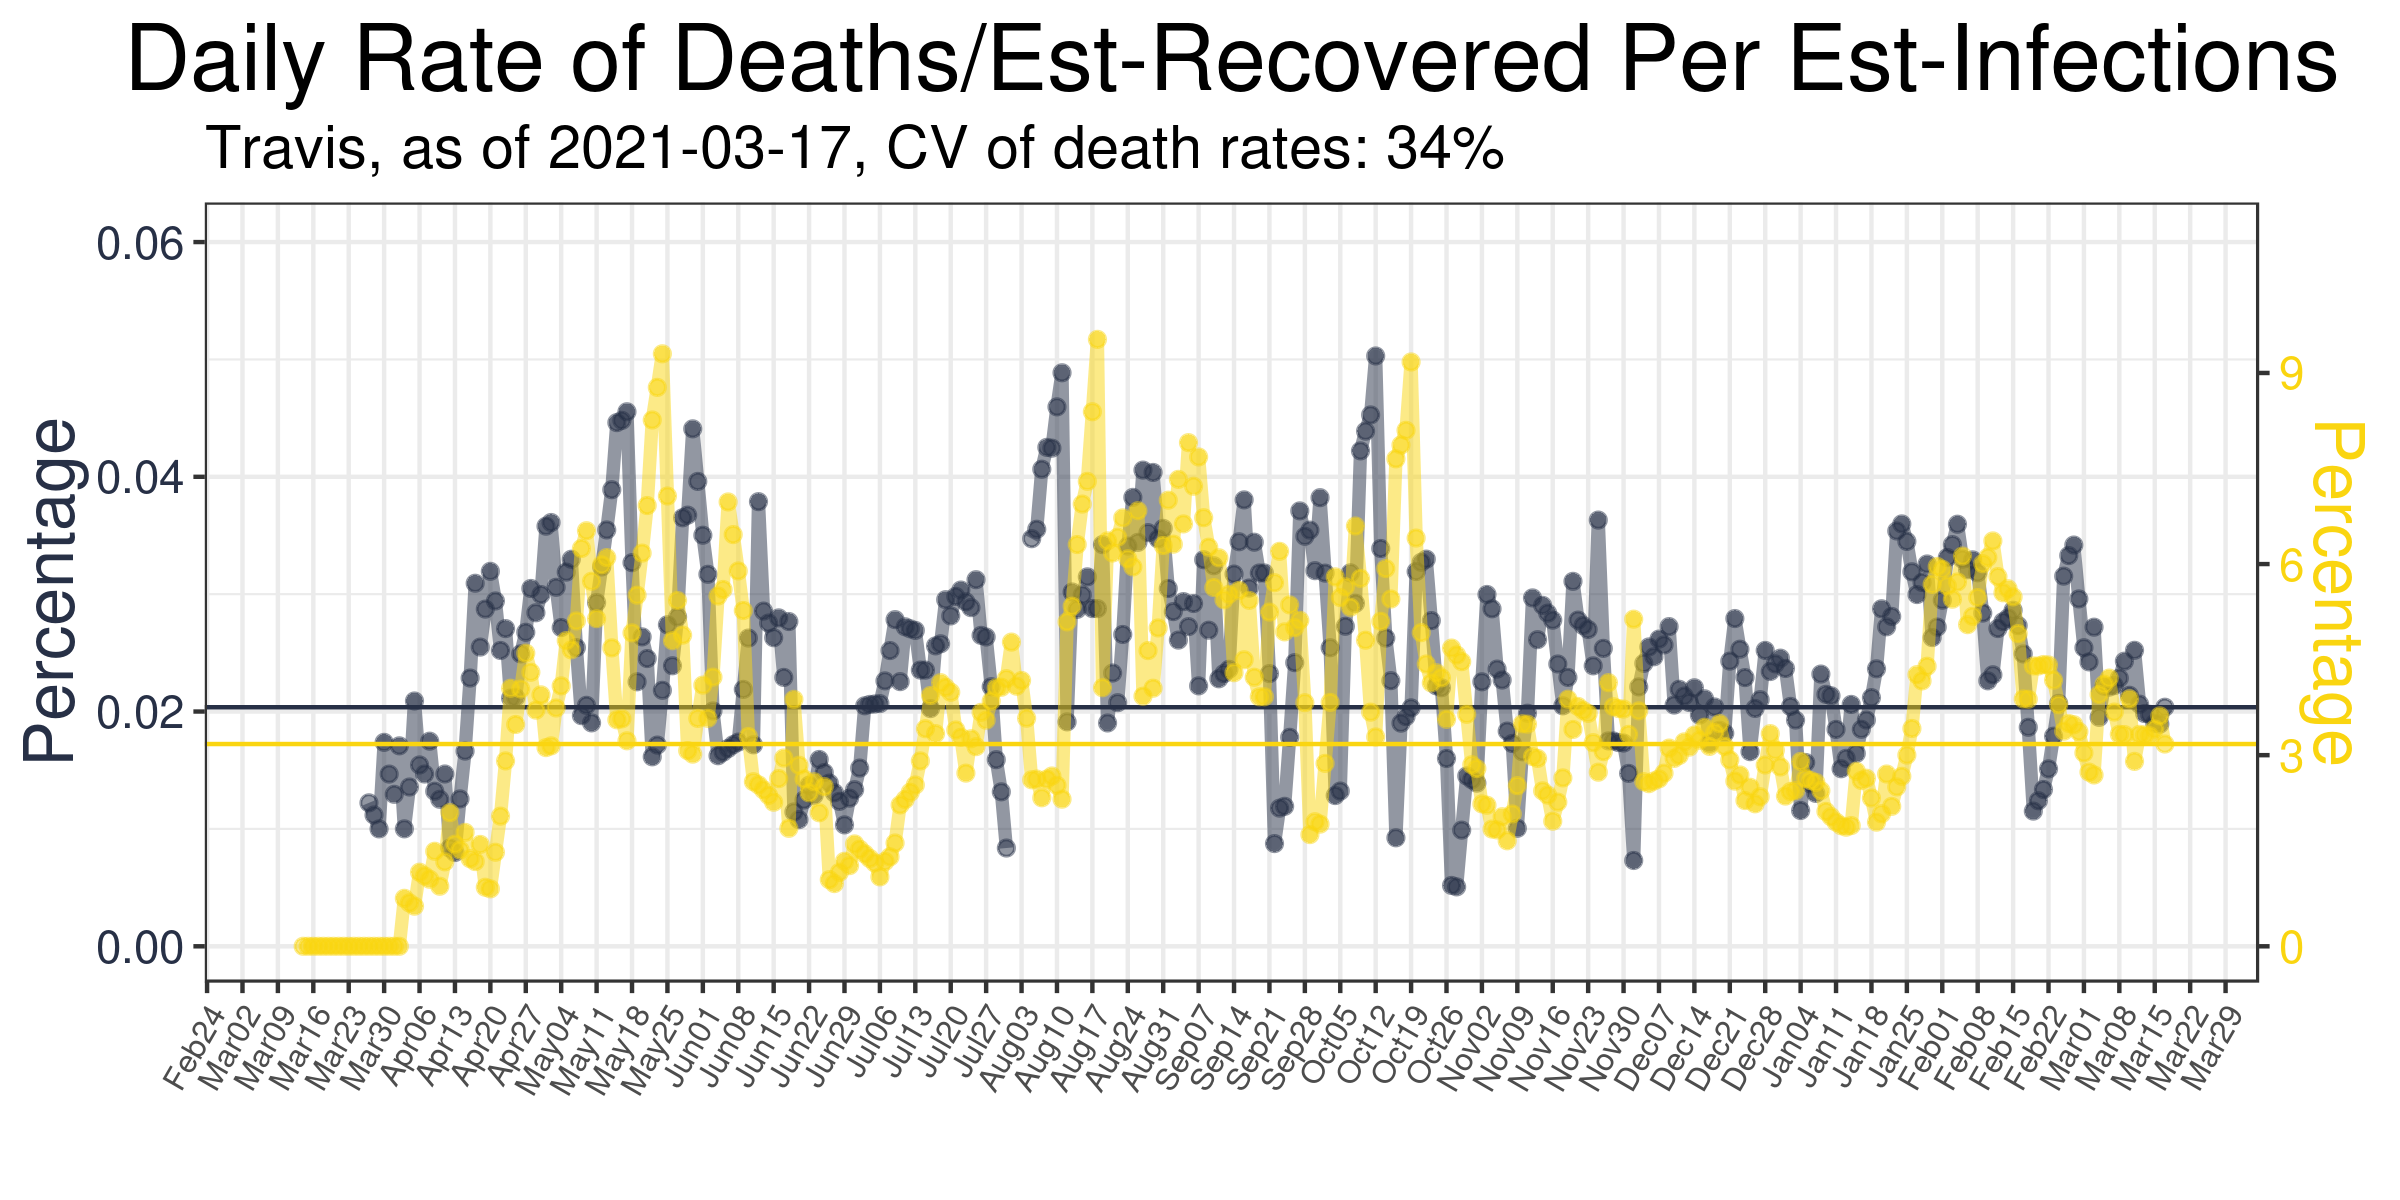 Daily Rate of Deaths/Est-Recovered Per Est-Infections
Travis, as of 2021-03-17, CV of death rates: 34%
Percentage
0.06
0.04
0.02
0.00
9
6
3
0
Percentage
Feb24
Mar02
Mar09
Mar16
Mar23
Mar30
Apr06
Apr13
Apr20
Apr27
May04
May11
May18
May25
Jun01
Jun08
Jun15
Jun22
Jun29
Jul06
Jul13
Jul20
Jul27
Aug03
Aug10
Aug17
Aug24
Aug31
Sep07
Sep14
Sep21
Sep28
Oct05
Oct12
Oct19
Oct26
Nov02
Nov09
Nov16
Nov23
Nov30
Dec07
Dec14
Dec21
Dec28
Jan04
Jan11
Jan18
Jan25
Feb01
Feb08
Feb15
Feb22
Mar01
Mar08
Mar15
Mar22
Mar29